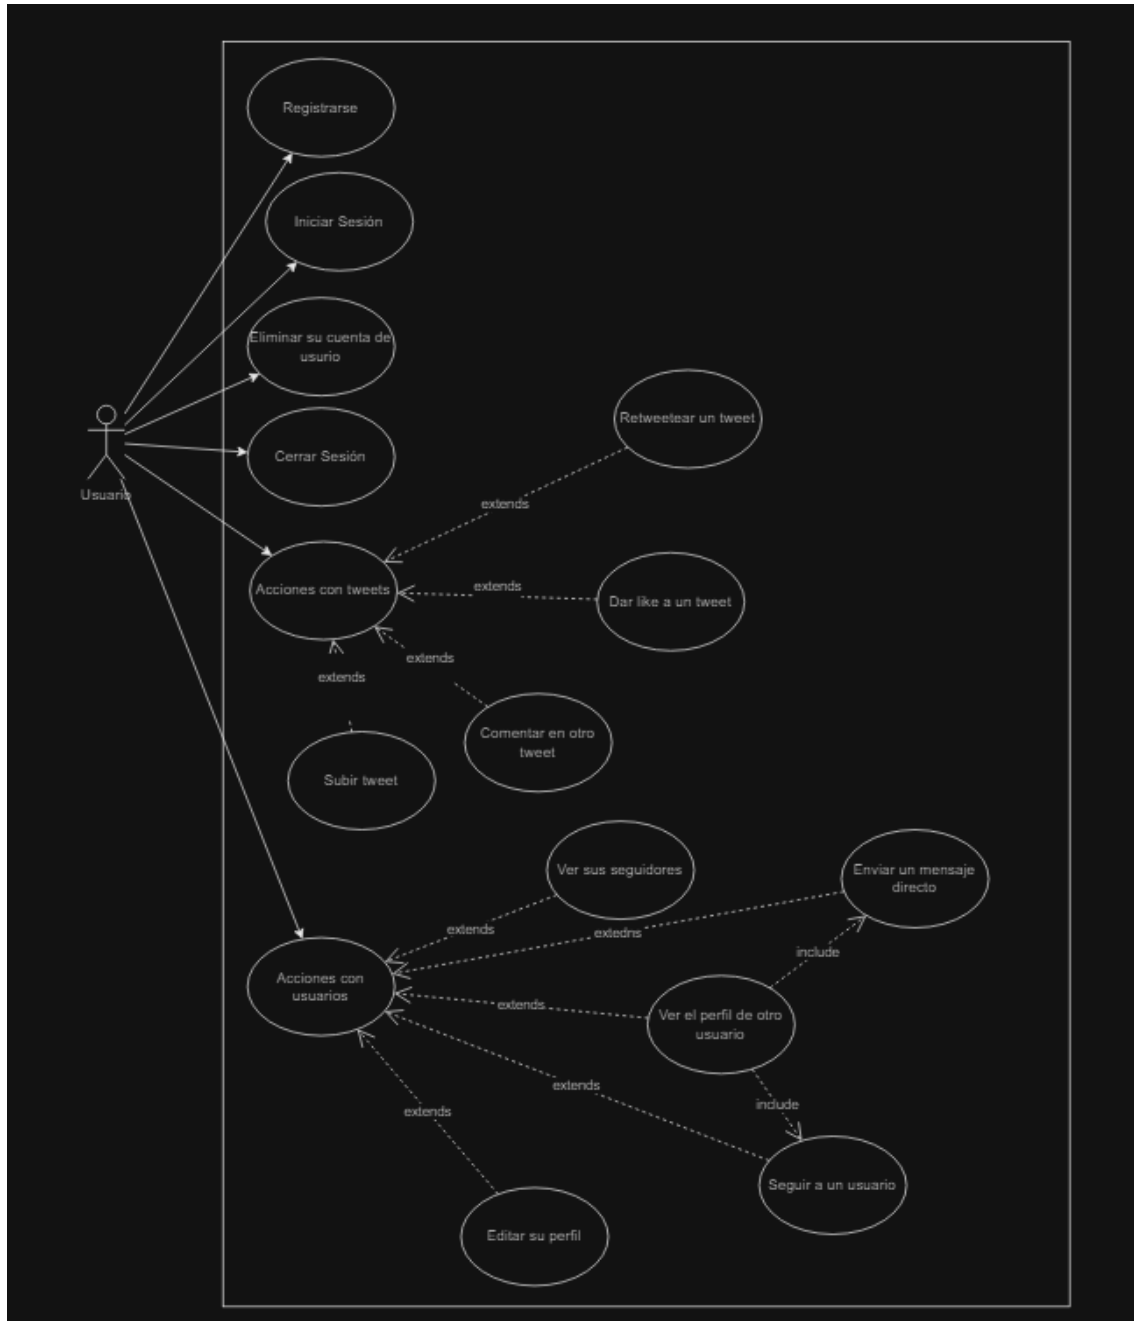 Registrarse
Iniciar Sesión
Eliminar su cuenta de
usurio
Retweetear un tweet
Cerrar Sesión
Usuario
extends
Acciones con tweets
extends
Dar like a un tweet
extends
extends
Comentar en otro
tweet
Subir tweet
Ver sus seguidores
Enviar un mensaje
directo
extends
extedns
include
Acciones con
usuarios
extends
Ver el perfil de otro
usuario
extends
include
extends
Seguir a un usuario
Editar su perfil